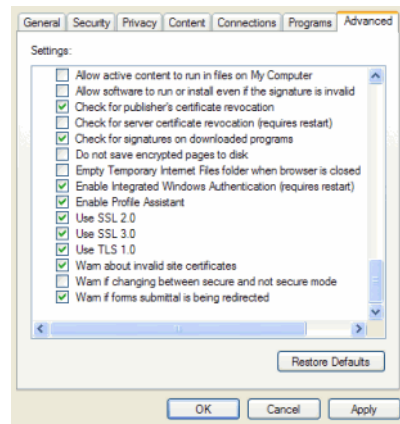 General Security Privacy Content Connections Programs Advanced
Settings:
Allow active content to run in files on My Computer
Allow software to run or install even if the signature is invalid
Check for publisher's certificate revocation
Check for server certificate revocation (requires restart)
Check for signatures on downloaded programs
Do not save encrypted pages to disk
Empty Temporary Internet Files folder when browser is closed
Enable Integrated Windows Authentication (requires restart)
Enable Profile Assistant
Use SSL 2.0
Use SSL 3.0
Use TLS 1.0
Warn about invalid site certificates
Warn if changing between secure and not secure mode
Warn if forms submittal is being redirected
Restore Defaults
OK Cancel Apply